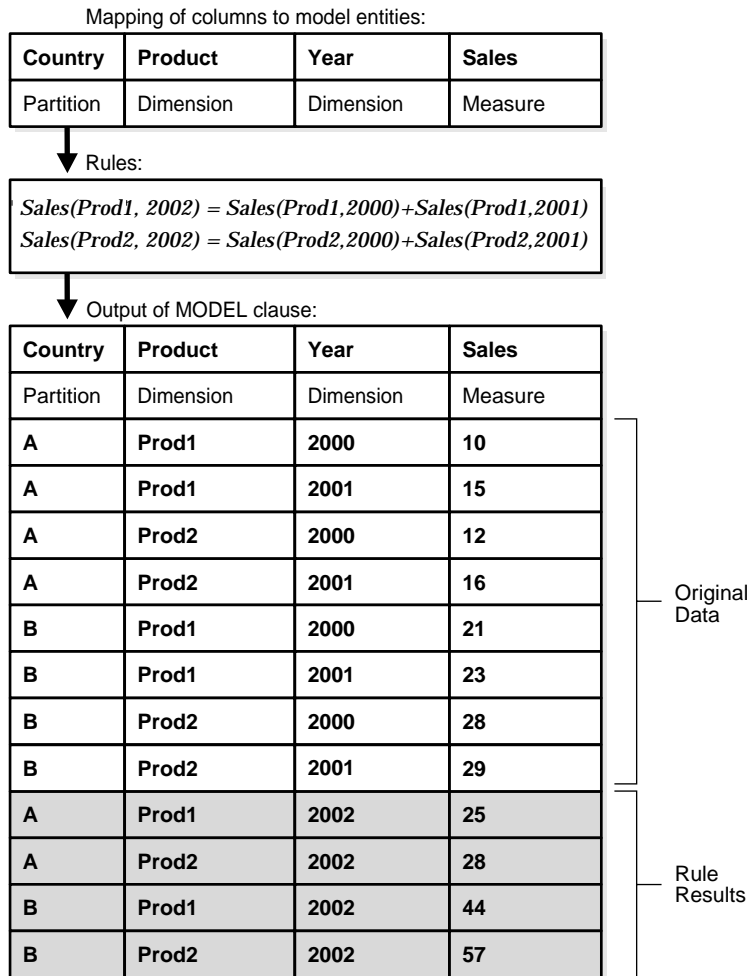 Mapping of columns to model entities:
Country Product Year Sales
Partition Dimension Dimension Measure
Rules:
Sales(Prod1, 2002) = Sales(Prod1,2000)+Sales(Prod1,2001)
Sales(Prod2, 2002) = Sales(Prod2,2000)+Sales(Prod2,2001)
Output of MODEL clause:
Country Product Year Sales
Partition Dimension Dimension Measure
A Prod1 2000 10
A Prod1 2001 15
A Prod2 2000 12
A Prod2 2001 16
B Prod1 2000 21
B Prod1 2001 23
B Prod2 2000 28
B Prod2 2001 29
Original
Data
A Prod1 2002 25
A Prod2 2002 28
B Prod1 2002 44
B Prod2 2002 57
Rule
Results